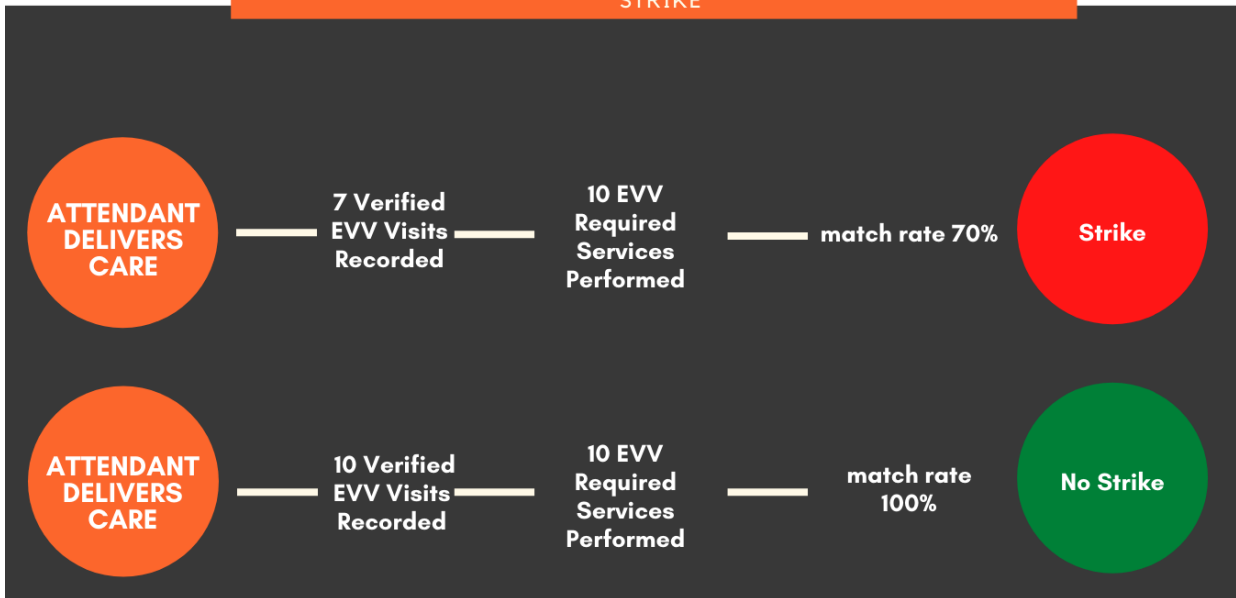 STRIKE
ATTENDANT
DELIVERS
CARE
7 Verified
EVV Visits
Recorded
10 EVV
Required
Services
Performed
match rate 70%
Strike
ATTENDANT
DELIVERS
CARE
10 Verified
EVV Visits
Recorded
10 EVV
Required
Services
Performed
match rate
100%
No Strike